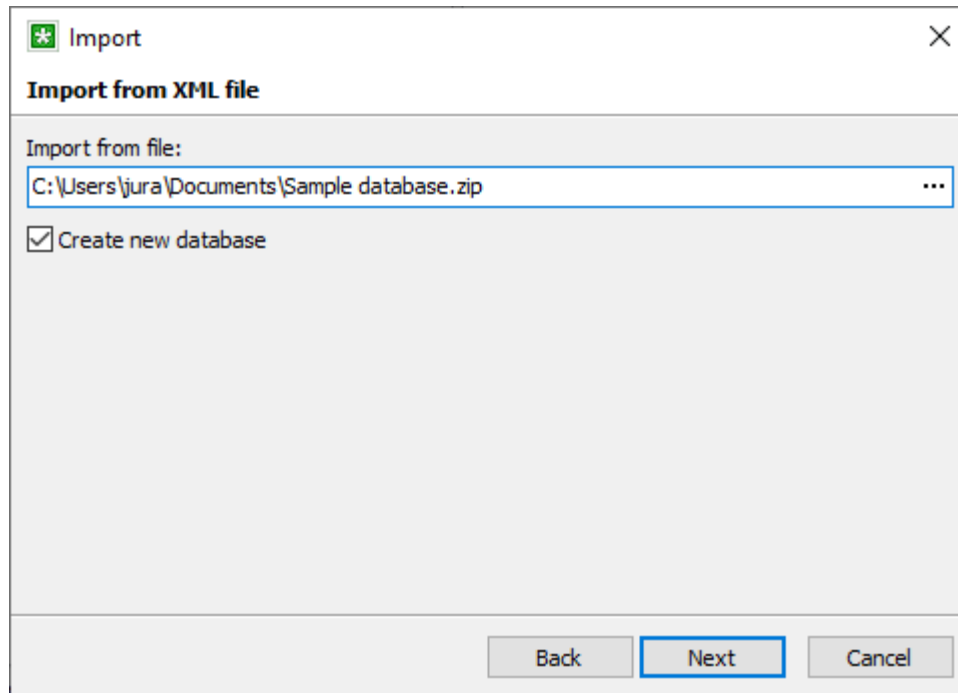 Import
Import from XML file
Import from file:
C:\Users\jura\Documents\Sample database.zip ...
Create new database
Back Next Cancel